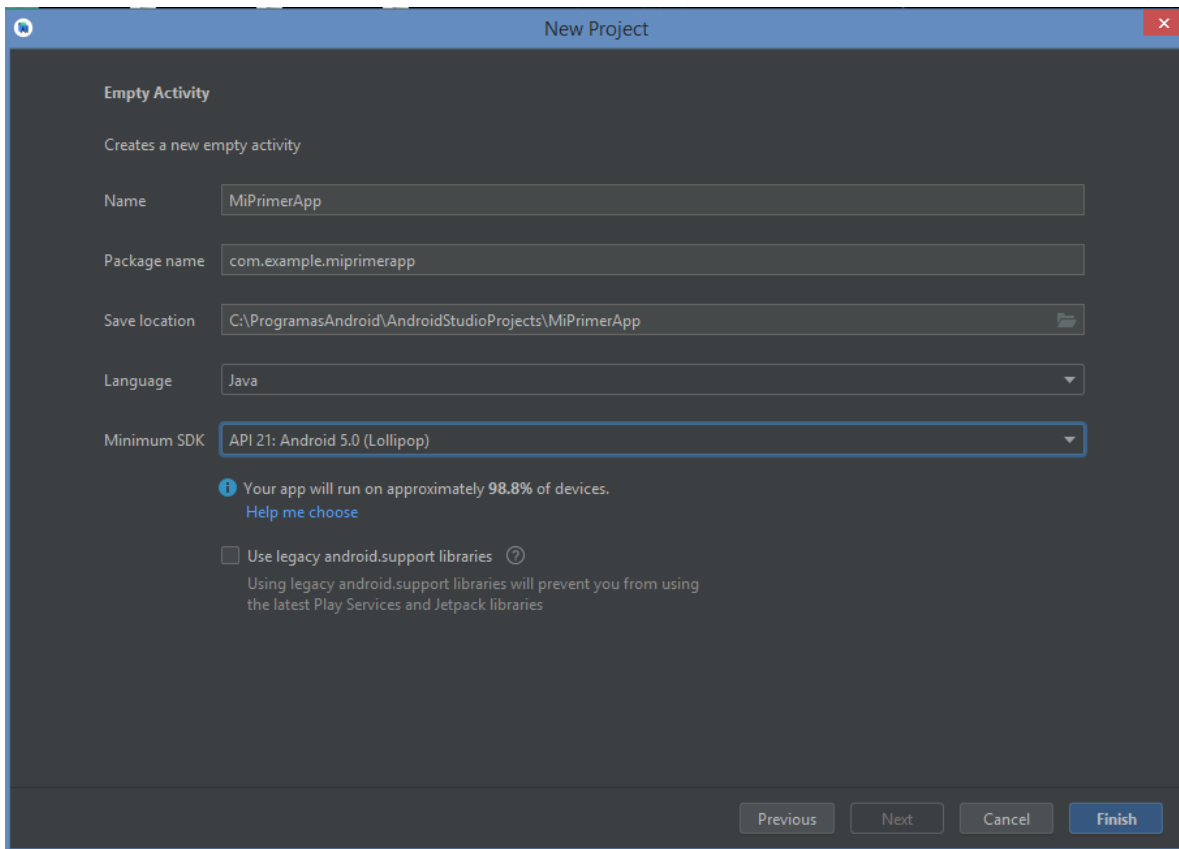 New Project
Empty Activity
Creates a new empty activity
Name MiPrimerApp
Package name com.example.miprimerapp
Save location C:\ProgramasAndroid\AndroidStudioProjects\MiPrimerApp
Language Java
Minimum SDK API 21: Android 5.0 (Lollipop)
Your app will run on approximately 98.8% of devices.
Help me choose
Use legacy android.support libraries ?
Using legacy android.support libraries will prevent you from using
the latest Play Services and Jetpack libraries
Previous Next Cancel Finish